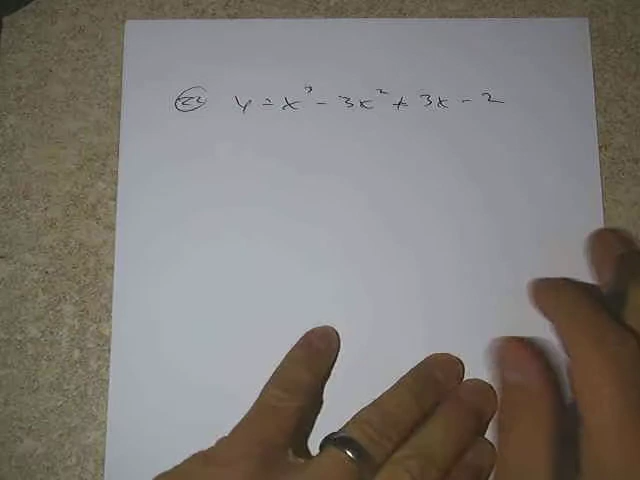 22 y = x³ - 3x² + 3x - 2